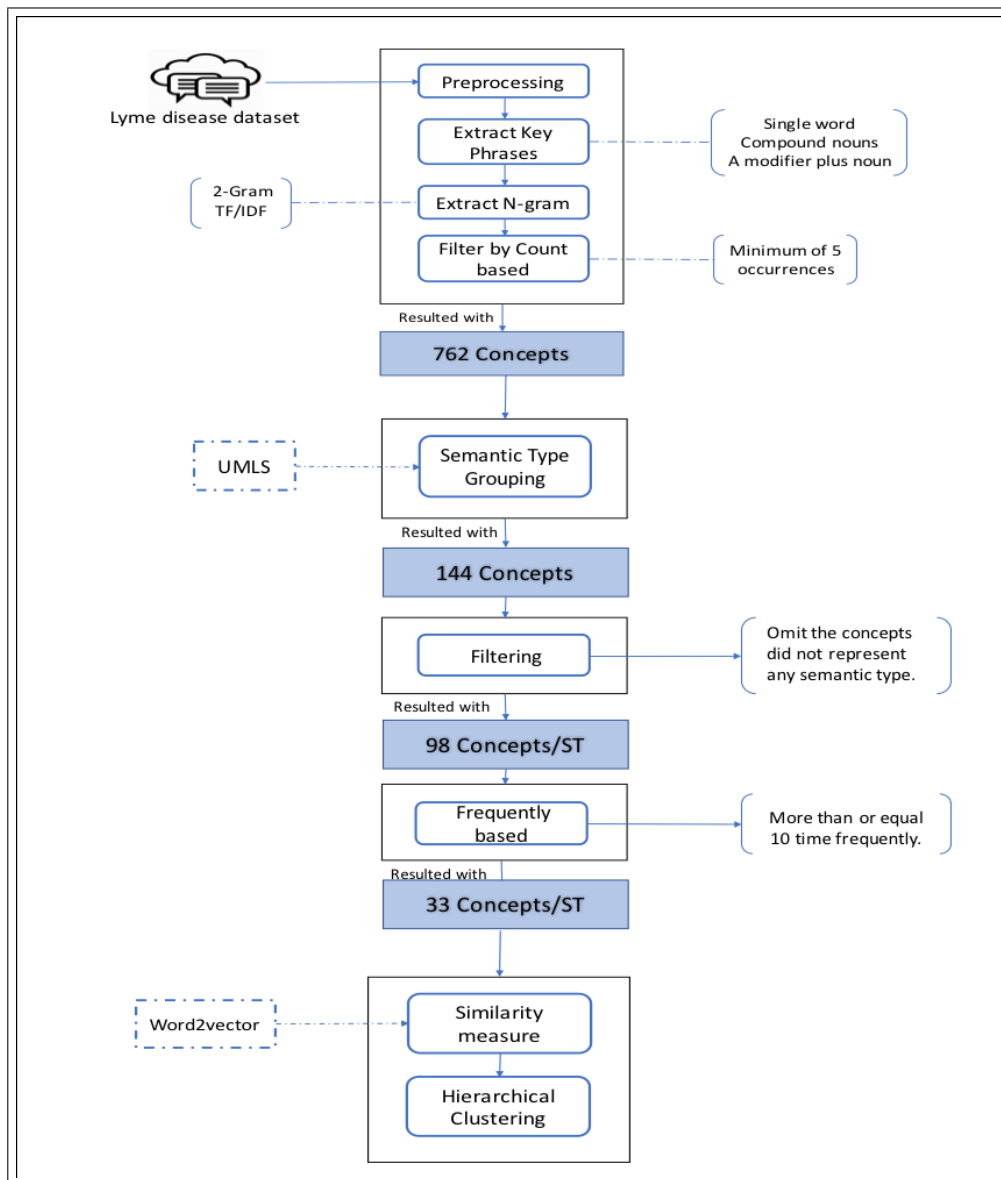 Lyme disease dataset
Preprocessing
Extract Key
Phrases
Single word
Compound nouns
A modifier plus noun
2-Gram
TF/IDF
Extract N-gram
Filter by Count
based
Minimum of 5
occurrences
Resulted with
762 Concepts
UMLS
Semantic Type
Grouping
Resulted with
144 Concepts
Filtering
Omit the concepts
did not represent
any semantic type.
Resulted with
98 Concepts/ST
Frequently
based
More than or equal
10 time frequently.
Resulted with
33 Concepts/ST
Word2vector
Similarity
measure
Hierarchical
Clustering